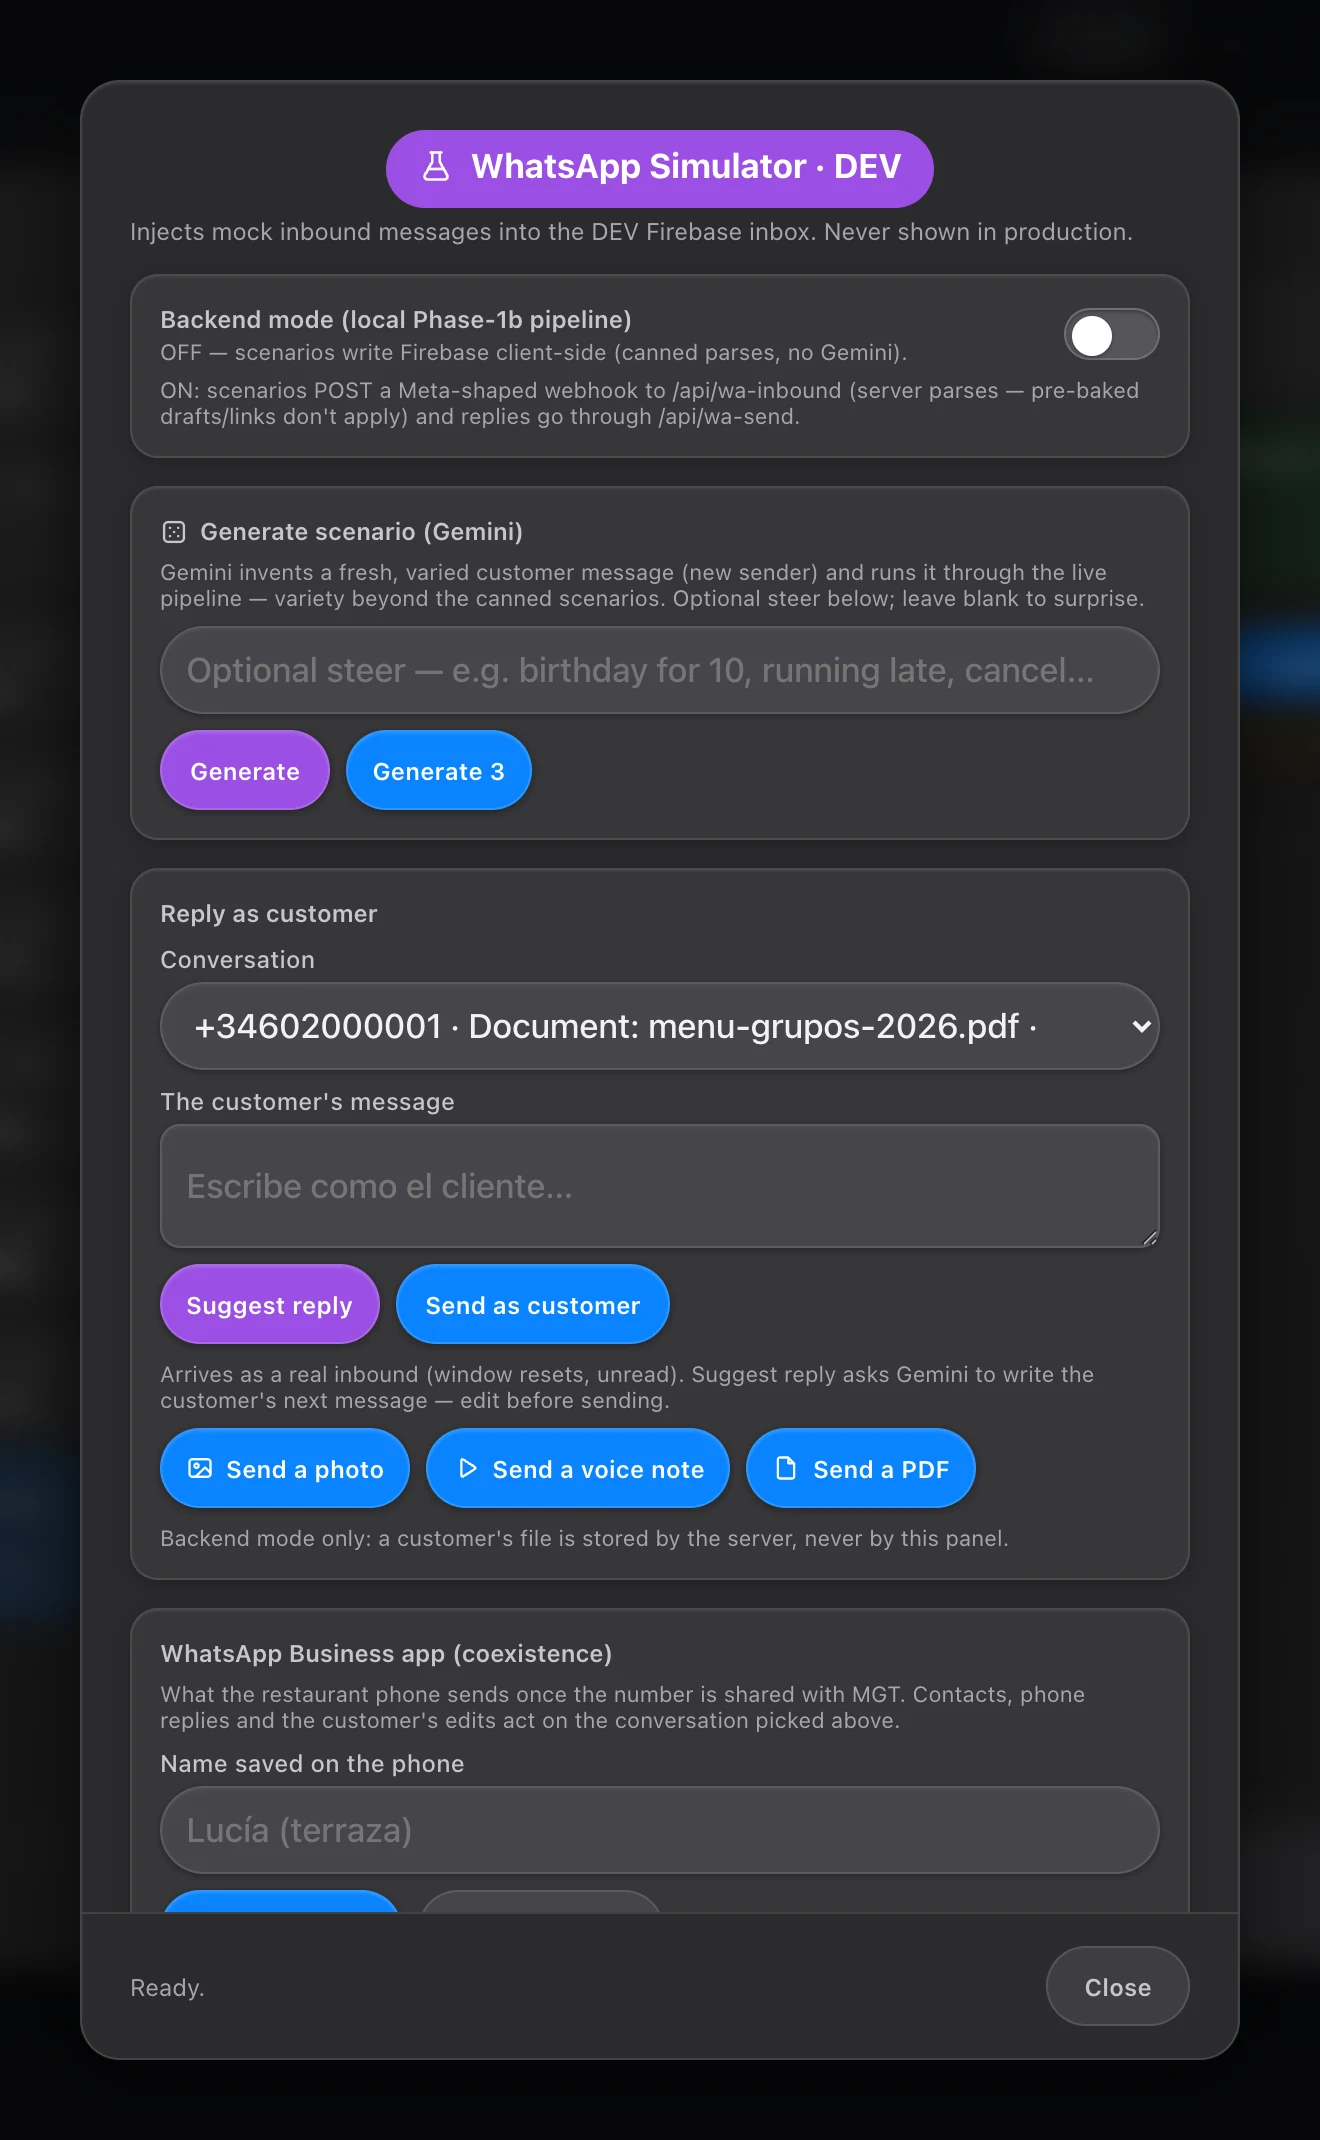 WhatsApp Simulator · DEV
Injects mock inbound messages into the DEV Firebase inbox. Never shown in production.
Backend mode (local Phase-1b pipeline)
OFF — scenarios write Firebase client-side (canned parses, no Gemini).
ON: scenarios POST a Meta-shaped webhook to /api/wa-inbound (server parses — pre-baked
drafts/links don't apply) and replies go through /api/wa-send.
Generate scenario (Gemini)
Gemini invents a fresh, varied customer message (new sender) and runs it through the live
pipeline — variety beyond the canned scenarios. Optional steer below; leave blank to surprise.
Optional steer — e.g. birthday for 10, running late, cancel...
Generate
Generate 3
Reply as customer
Conversation
+34602000001 · Document: menu-grupos-2026.pdf ·
The customer's message
Escribe como el cliente...
Suggest reply
Send as customer
Arrives as a real inbound (window resets, unread). Suggest reply asks Gemini to write the
customer's next message — edit before sending.
Send a photo
Send a voice note
Send a PDF
Backend mode only: a customer's file is stored by the server, never by this panel.
WhatsApp Business app (coexistence)
What the restaurant phone sends once the number is shared with MGT. Contacts, phone
replies and the customer's edits act on the conversation picked above.
Name saved on the phone
Lucía (terraza)
Ready.
Close